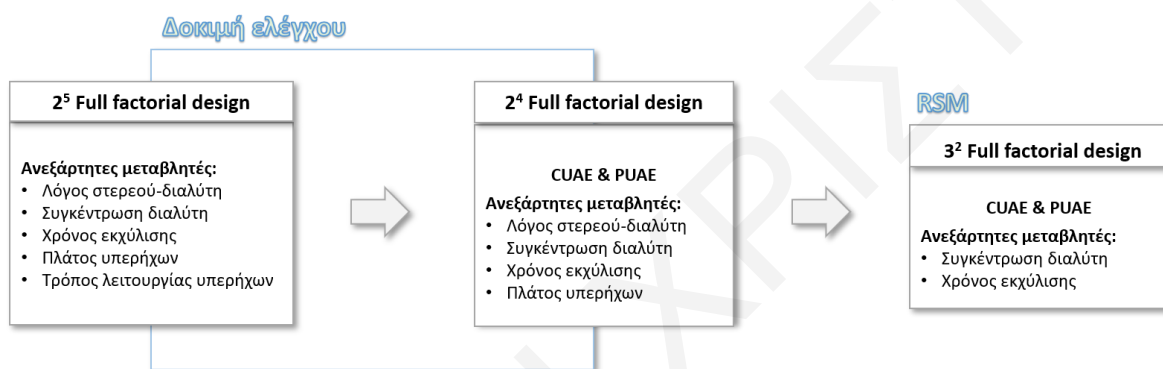 Δοκιμή ελέγχου
2⁵ Full factorial design
Ανεξάρτητες μεταβλητές:
• Λόγος στερεού-διαλύτη
• Συγκέντρωση διαλύτη
• Χρόνος εκχύλισης
• Πλάτος υπερήχων
• Τρόπος λειτουργίας υπερήχων
2⁴ Full factorial design
CUAE & PUAE
Ανεξάρτητες μεταβλητές:
• Λόγος στερεού-διαλύτη
• Συγκέντρωση διαλύτη
• Χρόνος εκχύλισης
• Πλάτος υπερήχων
RSM
3² Full factorial design
CUAE & PUAE
Ανεξάρτητες μεταβλητές:
• Συγκέντρωση διαλύτη
• Χρόνος εκχύλισης